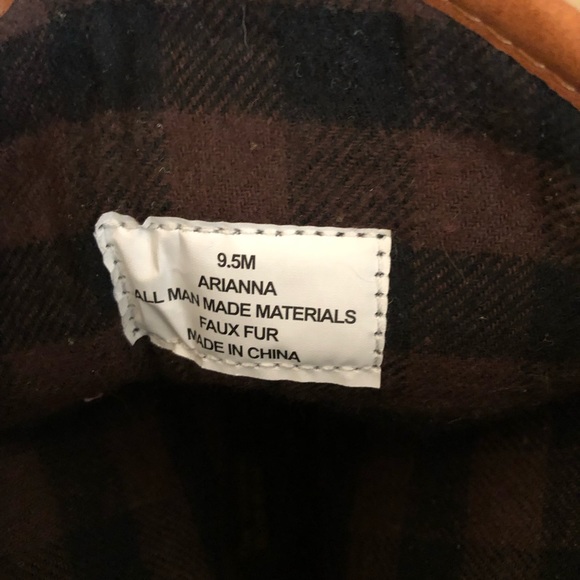 9.5M
ARIANNA
ALL MAN MADE MATERIALS
FAUX FUR
MADE IN CHINA